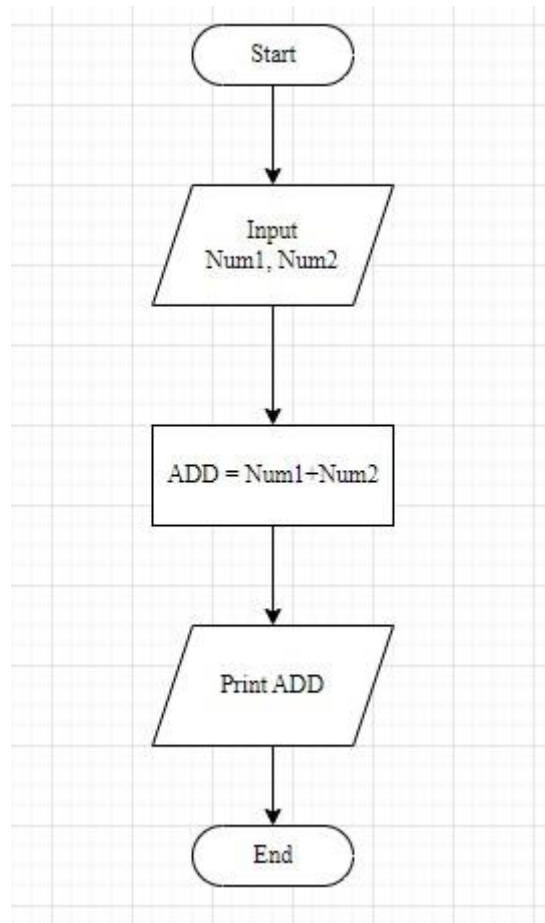 Start
Input
Num1, Num2
ADD = Num1+Num2
Print ADD
End